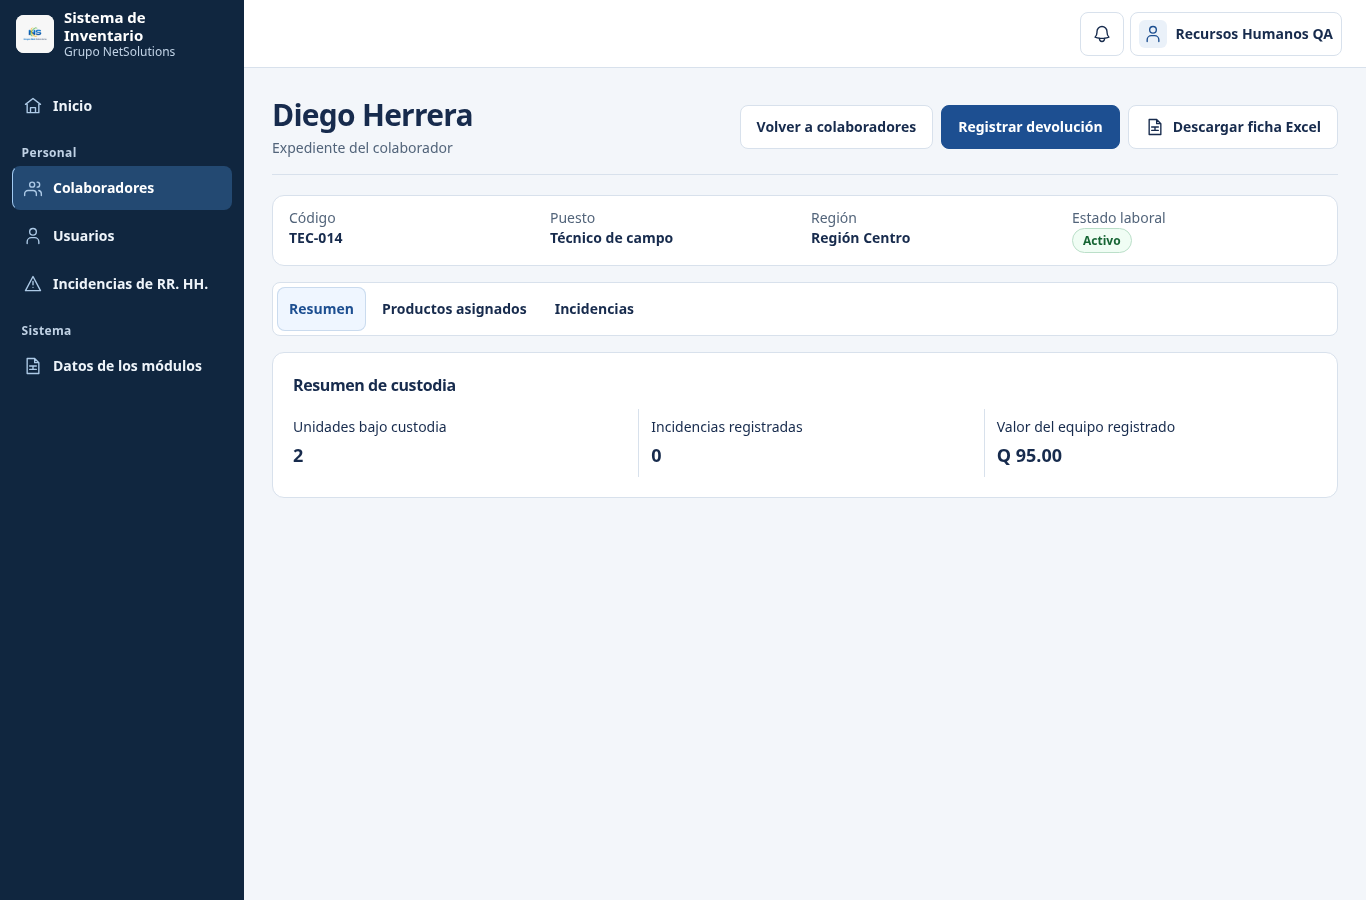 Sistema de
Inventario
Grupo NetSolutions
Inicio
Personal
Colaboradores
Usuarios
Incidencias de RR. HH.
Sistema
Datos de los módulos
Recursos Humanos QA
Diego Herrera
Expediente del colaborador
Volver a colaboradores
Registrar devolución
Descargar ficha Excel
Código
TEC-014
Puesto
Técnico de campo
Región
Región Centro
Estado laboral
Activo
Resumen
Productos asignados
Incidencias
Resumen de custodia
Unidades bajo custodia
2
Incidencias registradas
0
Valor del equipo registrado
Q 95.00